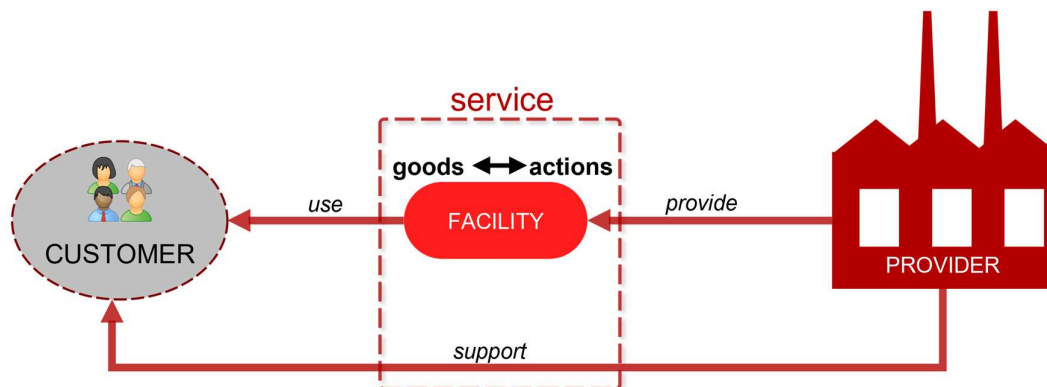 service
goods actions
use
FACILITY
provide
CUSTOMER
PROVIDER
support